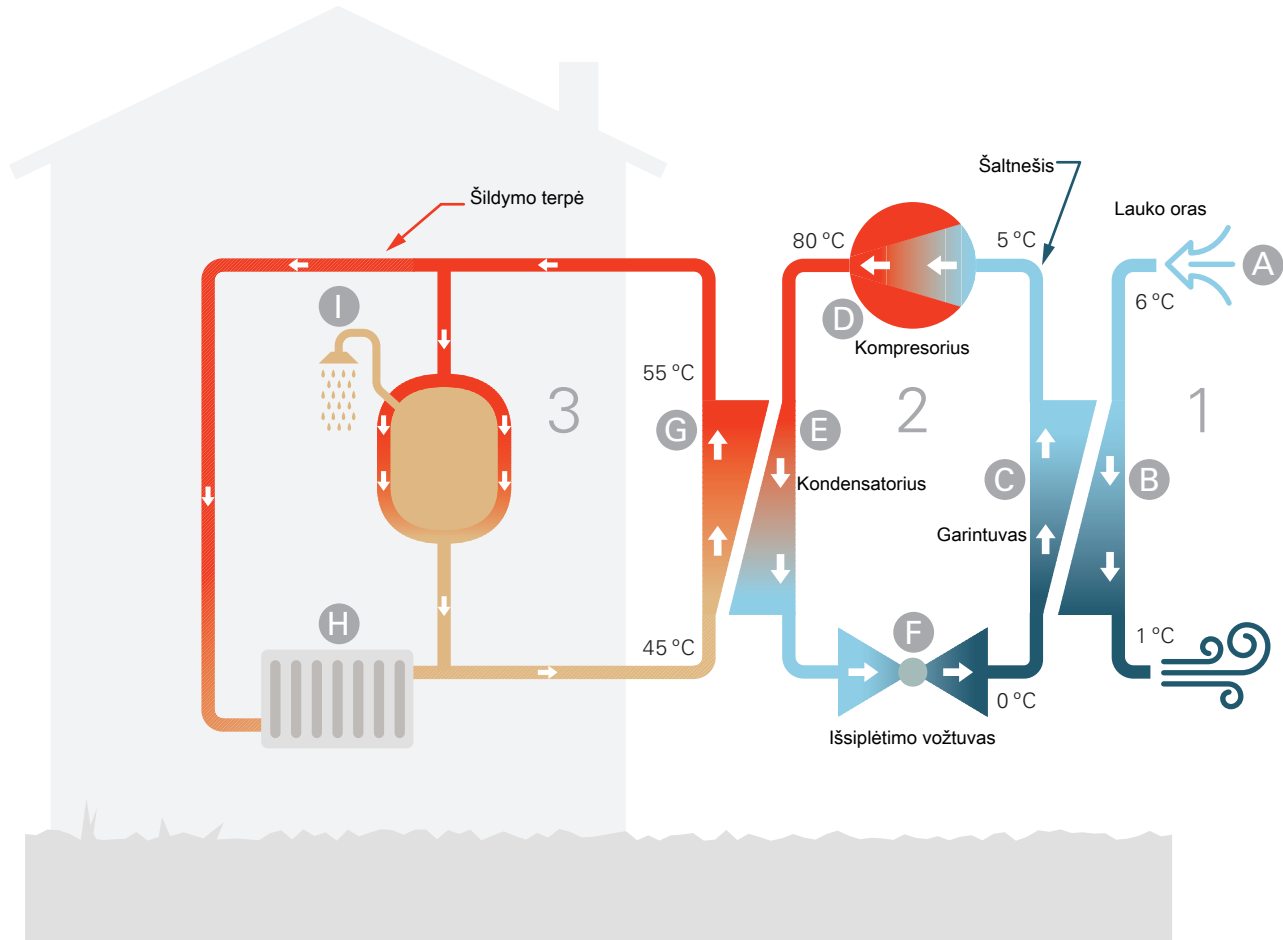 Šaltnešis
Šildymo terpė
Lauko oras
80 °C
5 °C
A
6 °C
I
D
Kompresorius
55 °C
3
2
1
G
E
Kondensatorius
C
B
Garintuvas
H
F
45 °C
1 °C
0 °C
Išsiplėtimo vožtuvas